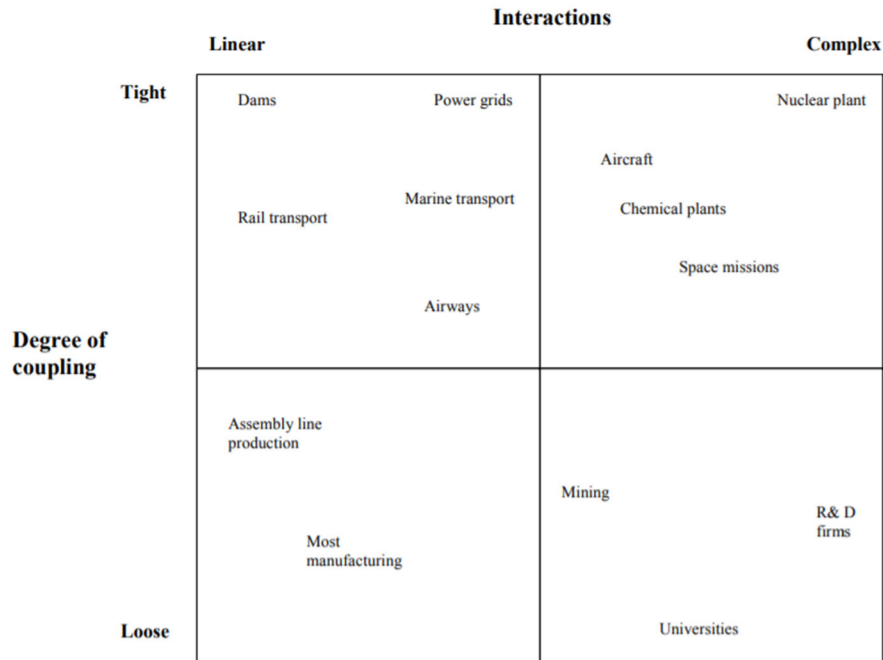 Interactions
Linear
Complex
Tight
Dams
Power grids
Nuclear plant
Aircraft
Marine transport
Chemical plants
Rail transport
Space missions
Airways
Degree of
coupling
Assembly line
production
Mining
R& D
firms
Most
manufacturing
Loose
Universities